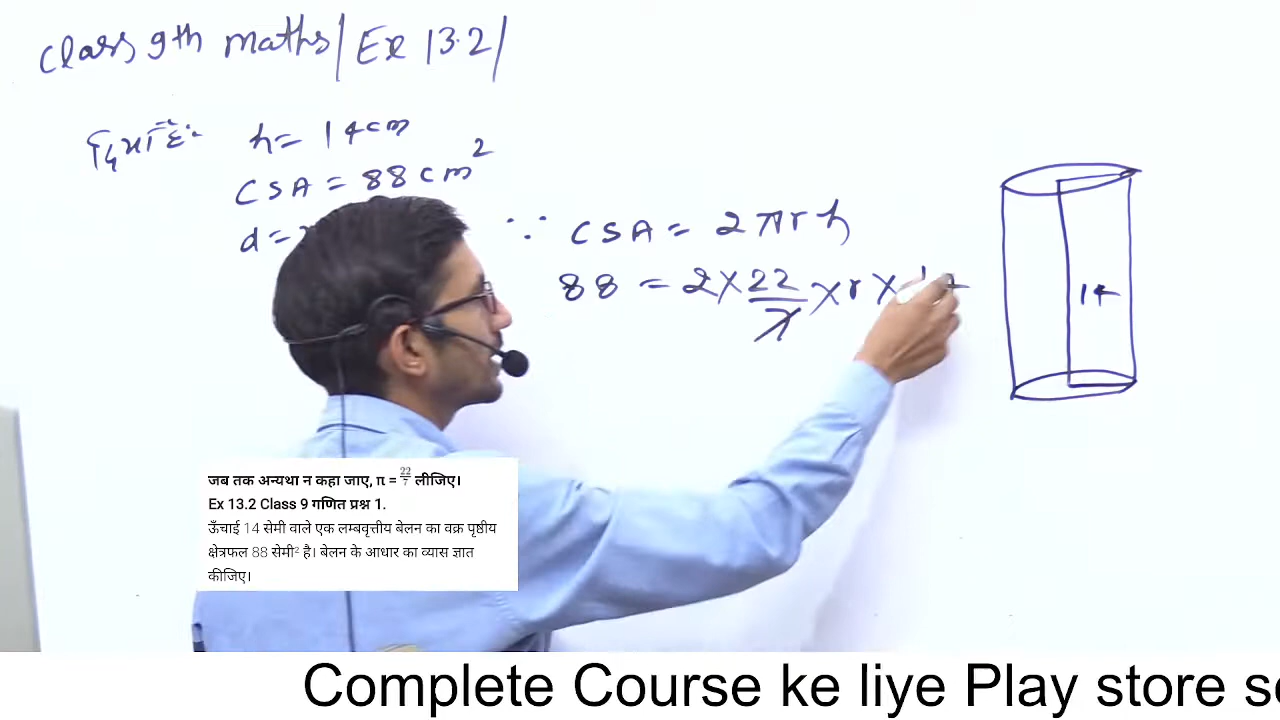 Class 9th maths/ Ex 13.2/
h = 14cm
CSA = 88cm²
d =
∵ CSA = 2πrh
88 = 2×22/7×r×14
14
जब तक अन्यथा न कहा जाए, π = 22/7 लीजिए।
Ex 13.2 Class 9 गणित प्रश्न 1.
ऊँचाई 14 सेमी वाले एक लम्बवृत्तीय बेलन का वक्र पृष्ठीय
क्षेत्रफल 88 सेमी² है। बेलन के आधार का व्यास ज्ञात
कीजिए।
Complete Course ke liye Play store